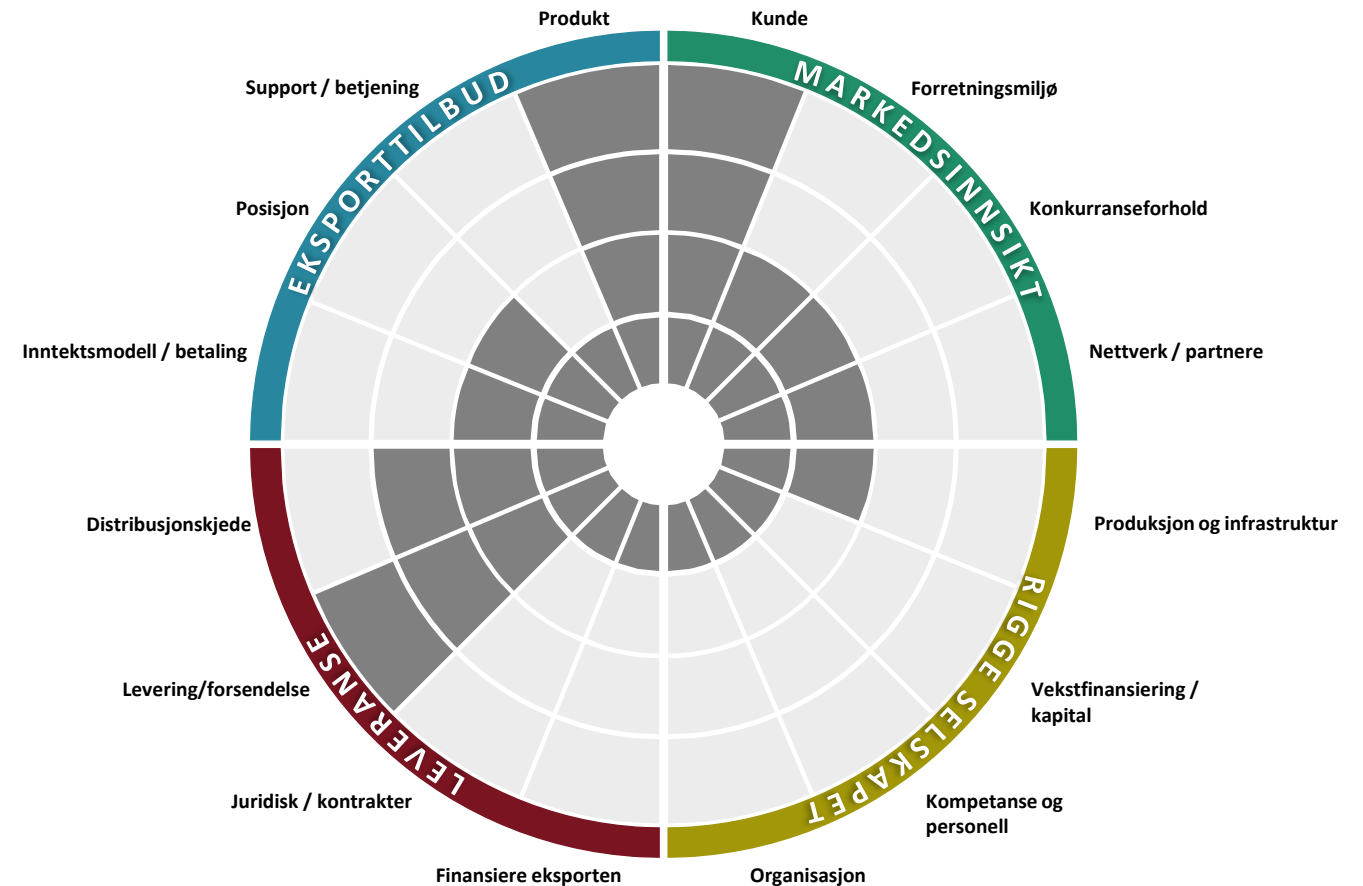 Produkt
Kunde
Support / betjening
Forretningsmiljø
EKSPORTTILBUD
MARKEDSINNSIKT
Posisjon
Konkurranseforhold
Inntektsmodell / betaling
Nettverk / partnere
Distribusjonskjede
Produksjon og infrastruktur
LEVERANSE
RIGGE SELSKAPET
Levering/forsendelse
Vekstfinansiering /
kapital
Juridisk / kontrakter
Kompetanse og
personell
Finansiere eksporten
Organisasjon